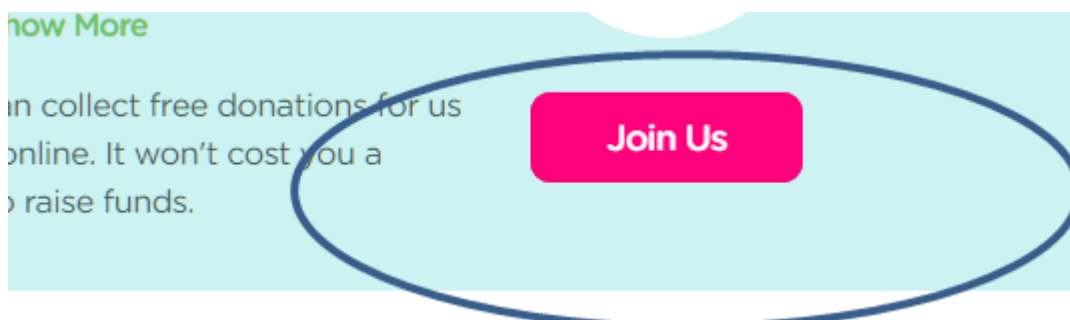 how More
an collect free donations for us
online. It won't cost you a
o raise funds.
Join Us